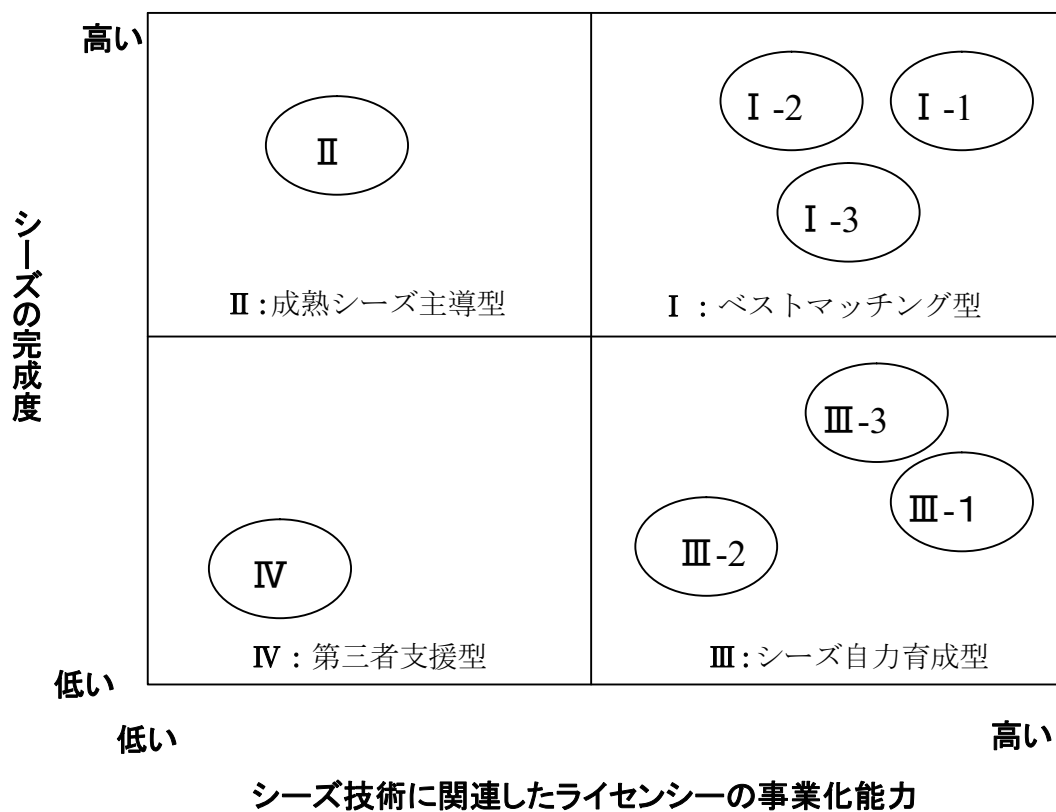 高い
Ⅰ-2
Ⅰ-1
Ⅱ
Ⅰ-3
シーズの完成度
Ⅱ：成熟シーズ主導型
Ⅰ：ベストマッチング型
Ⅲ-3
Ⅲ-1
Ⅲ-2
Ⅳ
Ⅳ：第三者支援型
Ⅲ：シーズ自力育成型
低い
低い
高い
シーズ技術に関連したライセンシーの事業化能力